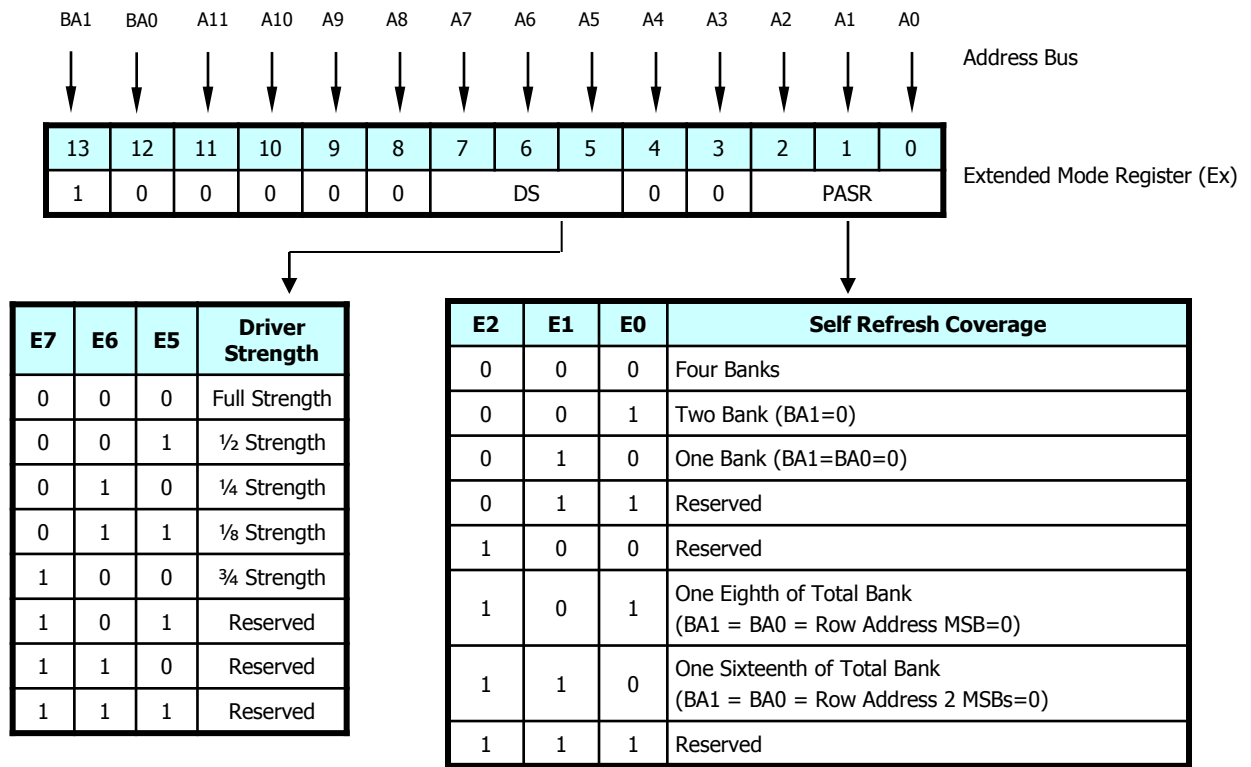 BA1 BA0 A11 A10 A9 A8 A7 A6 A5 A4 A3 A2 A1 A0
Address Bus
13 12 11 10 9 8 7 6 5 4 3 2 1 0
1 0 0 0 0 0 DS 0 0 PASR
Extended Mode Register (Ex)
E7 E6 E5 Driver
Strength
0 0 0 Full Strength
0 0 1 ½ Strength
0 1 0 ¼ Strength
0 1 1 ⅛ Strength
1 0 0 ¾ Strength
1 0 1 Reserved
1 1 0 Reserved
1 1 1 Reserved
E2 E1 E0 Self Refresh Coverage
0 0 0 Four Banks
0 0 1 Two Bank (BA1=0)
0 1 0 One Bank (BA1=BA0=0)
0 1 1 Reserved
1 0 0 Reserved
1 0 1 One Eighth of Total Bank
(BA1 = BA0 = Row Address MSB=0)
1 1 0 One Sixteenth of Total Bank
(BA1 = BA0 = Row Address 2 MSBs=0)
1 1 1 Reserved